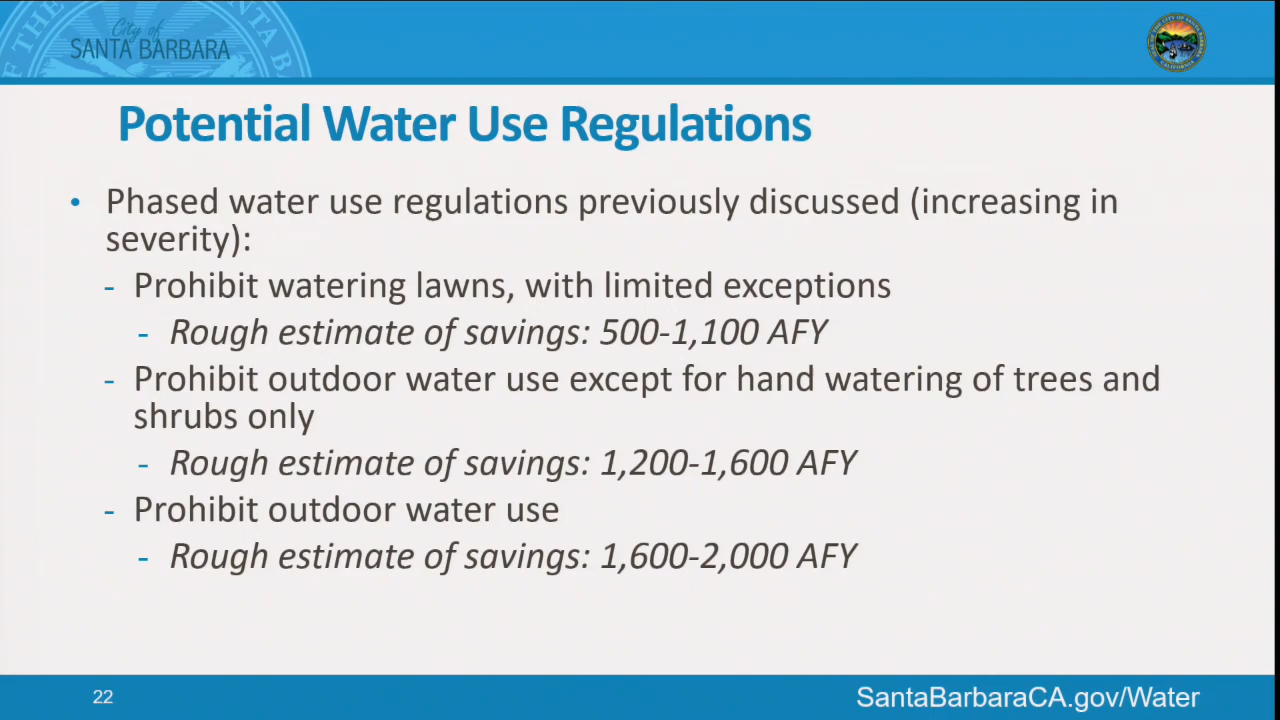 City of
SANTA BARBARA
Potential Water Use Regulations
• Phased water use regulations previously discussed (increasing in
severity):
- Prohibit watering lawns, with limited exceptions
- Rough estimate of savings: 500-1,100 AFY
- Prohibit outdoor water use except for hand watering of trees and
shrubs only
- Rough estimate of savings: 1,200-1,600 AFY
- Prohibit outdoor water use
- Rough estimate of savings: 1,600-2,000 AFY
22
SantaBarbaraCA.gov/Water